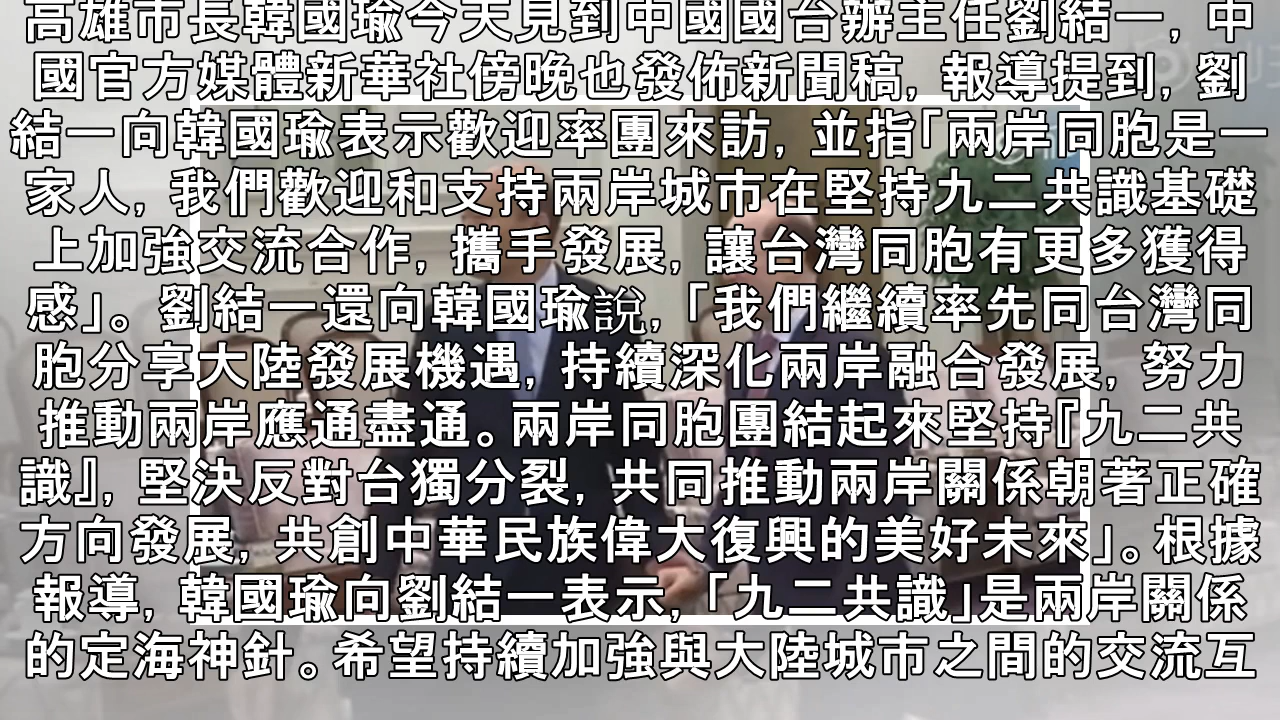 高雄市長韓國瑜今天見到中國國台辦主任劉結一，中
國官方媒體新華社傍晚也發佈新聞稿，報導提到，劉
結一向韓國瑜表示歡迎率團來訪，並指「兩岸同胞是一
家人，我們歡迎和支持兩岸城市在堅持九二共識基礎
上加強交流合作，攜手發展，讓台灣同胞有更多獲得
感」。劉結一還向韓國瑜說，「我們繼續率先同台灣同
胞分享大陸發展機遇，持續深化兩岸融合發展，努力
推動兩岸應通盡通。兩岸同胞團結起來堅持『九二共
識』，堅決反對台獨分裂，共同推動兩岸關係朝著正確
方向發展，共創中華民族偉大復興的美好未來」。根據
報導，韓國瑜向劉結一表示，「九二共識」是兩岸關係
的定海神針。希望持續加強與大陸城市之間的交流互